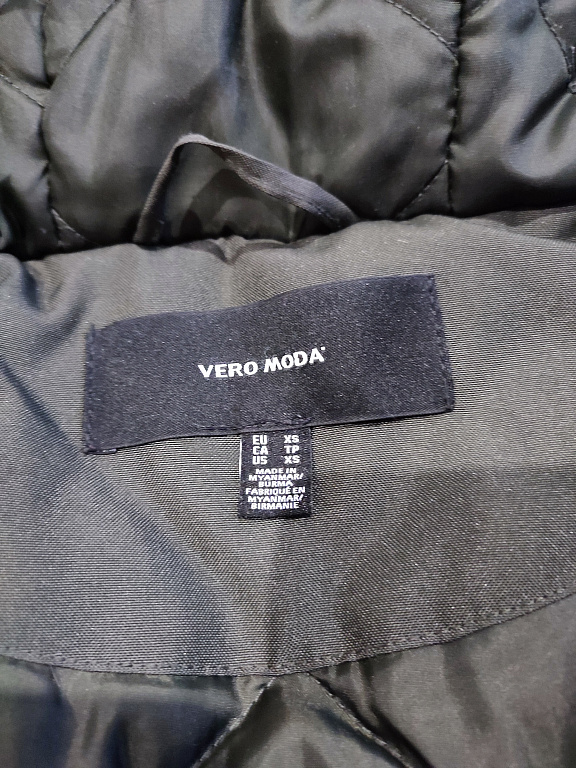 VERO MODA
EU XS
CA TP
US XS
MADE IN
MYANMAR/
BURMA
FABRIQUÉ EN
MYANMAR/
BIRMANIE